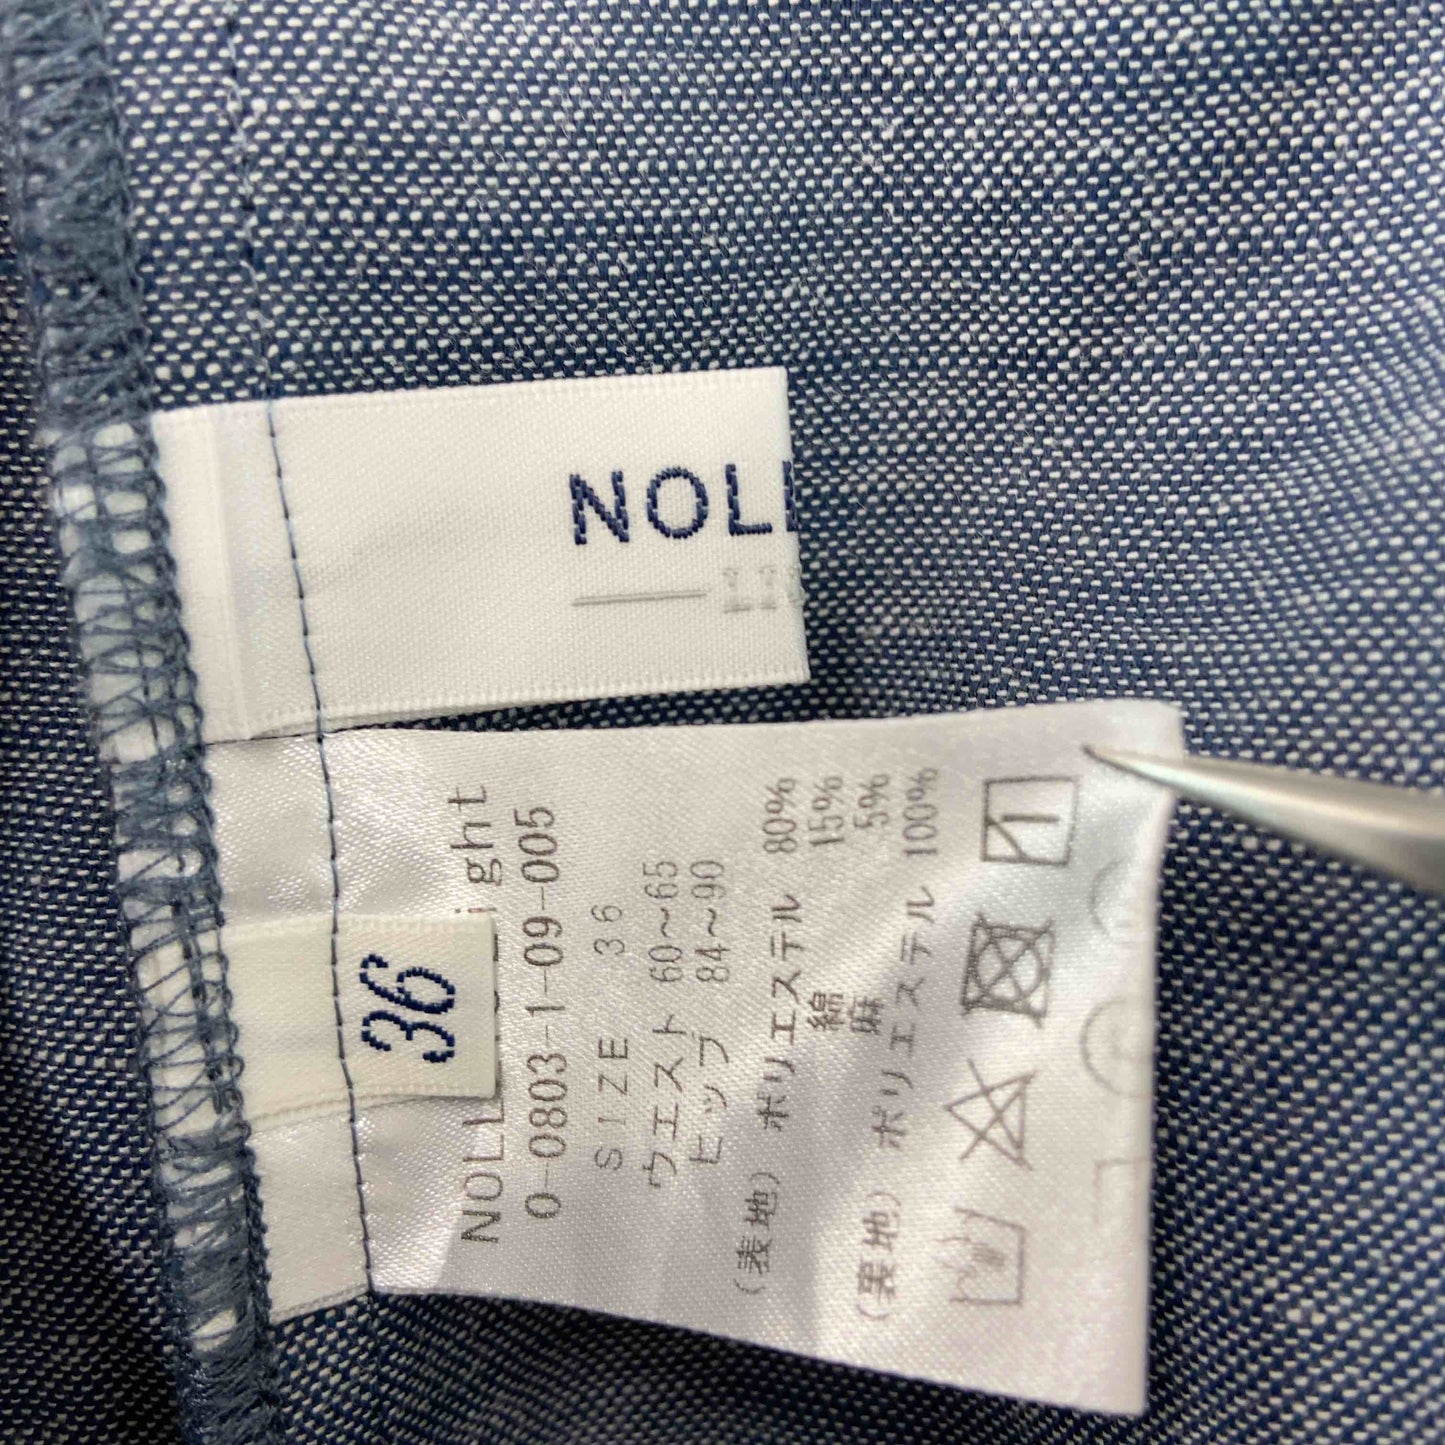 NOLL
36
0-0803-1-09-005
SIZE 36
ウエスト 60~65
ヒップ 84~90
(表地) ポリエステル 80%
綿 15%
麻 5%
(裏地) ポリエステル 100%